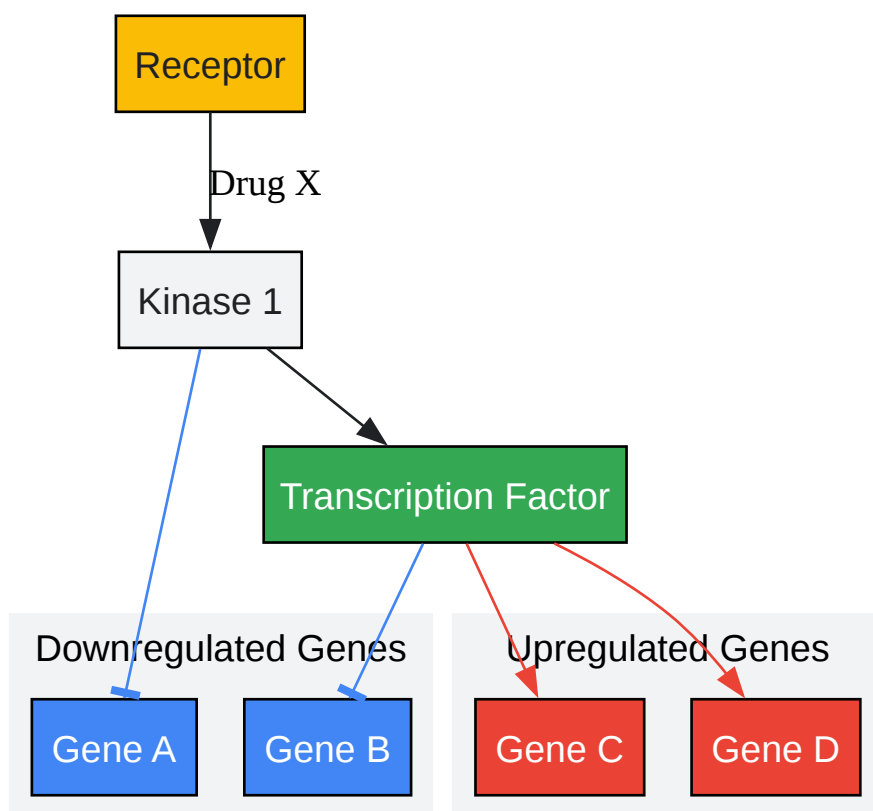 Receptor
Drug X
Kinase 1
Transcription Factor
Downregulated Genes
Upregulated Genes
Gene A
Gene B
Gene C
Gene D